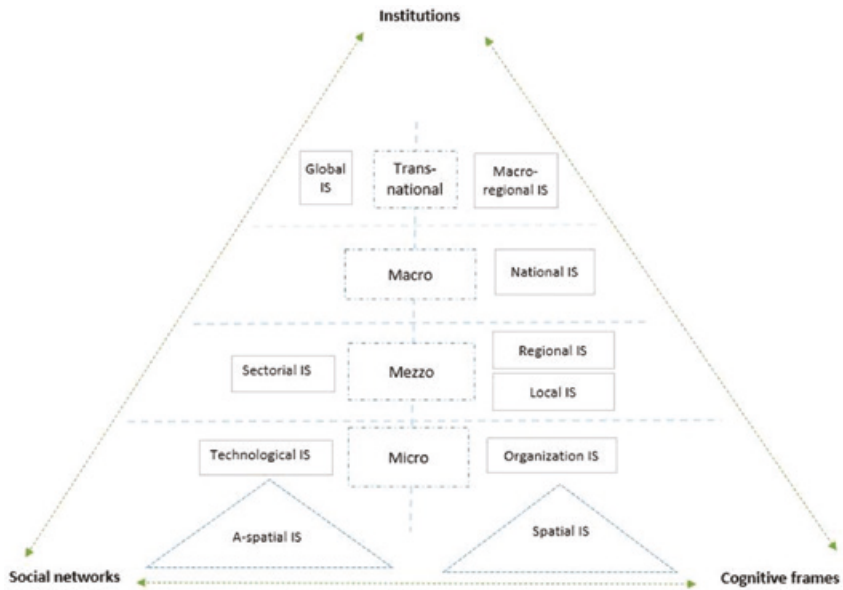 Institutions
Global
IS
Trans-
national
Macro-
regional IS
Macro
National IS
Sectorial IS
Mezzo
Regional IS
Local IS
Technological IS
Micro
Organization IS
A-spatial IS
Spatial IS
Social networks
Cognitive frames